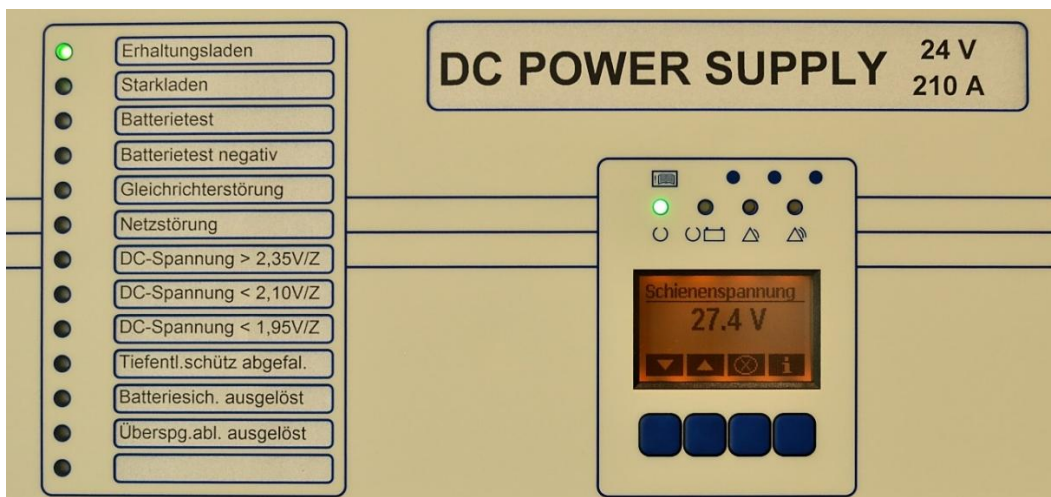 Erhaltungsladen
Starkladen
Batterietest
Batterietest negativ
Gleichrichterstörung
Netzstörung
DC-Spannung > 2,35V/Z
DC-Spannung < 2,10V/Z
DC-Spannung < 1,95V/Z
Tiefentl.schütz abgefal.
Batteriesich. ausgelöst
Überspg.abl. ausgelöst
DC POWER SUPPLY
24 V
210 A
Schienenspannung
27.4 V
i